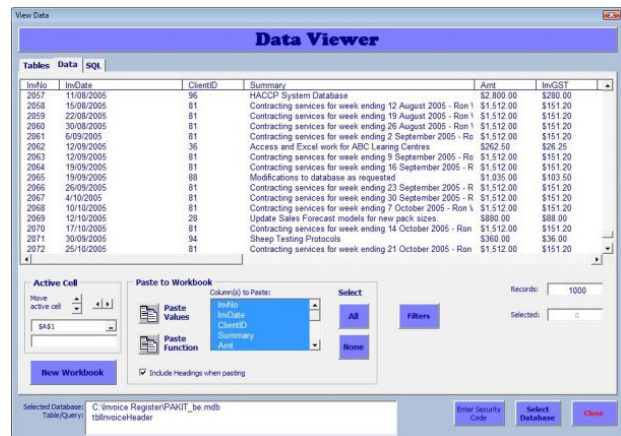 View Data
Data Viewer
Tables Data SQL
InvNo InvDate ClientID Summary Amt InvGST
2057 11/08/2005 96 HACCP System Database $2,800.00 $280.00
2058 15/08/2005 81 Contracting services for week ending 12 August 2005 - Ron $1,512.00 $151.20
2059 22/08/2005 81 Contracting services for week ending 19 August 2005 - Ron $1,512.00 $151.20
2060 30/08/2005 81 Contracting services for week ending 26 August 2005 - Ron $1,512.00 $151.20
2061 6/09/2005 81 Contracting services for week ending 2 September 2005 - Ro $1,512.00 $151.20
2062 12/09/2005 36 Access and Excel work for ABC Learing Centres $262.50 $26.25
2063 12/09/2005 81 Contracting services for week ending 9 September 2005 - Ro $1,512.00 $151.20
2064 19/09/2005 81 Contracting services for week ending 16 September 2005 - R $1,512.00 $151.20
2065 19/09/2005 88 Modifications to database as requested $1,035.00 $103.50
2066 26/09/2005 81 Contracting services for week ending 23 September 2005 - R $1,512.00 $151.20
2067 4/10/2005 81 Contracting services for week ending 30 September 2005 - R $1,512.00 $151.20
2068 10/10/2005 81 Contracting services for week ending 7 October 2005 - Ron $1,512.00 $151.20
2069 12/10/2005 28 Update Sales Forecast models for new pack sizes. $880.00 $88.00
2070 17/10/2005 81 Contracting services for week ending 14 October 2005 - Ron $1,512.00 $151.20
2071 30/09/2005 94 Sheep Testing Protocols $360.00 $36.00
2072 25/10/2005 81 Contracting services for week ending 21 October 2005 - Ron $1,512.00 $151.20
Active Cell
Move active cell
$A$1
New Workbook
Paste to Workbook
Column(s) to Paste:
Paste Values
Paste Function
InvNo
InvDate
ClientID
Summary
Amt
Include Headings when pasting
Select
All
None
Filters
Records: 1000
Selected: 0
Selected Database: C:\Invoice Register\PAKIT_be.mdb
Table/Query: tblInvoiceHeader
Enter Security Code
Select Database
Close